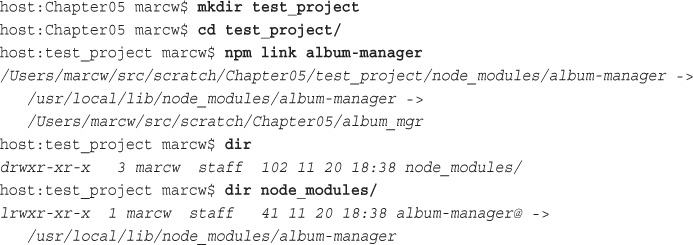 host:Chapter05 marcw$ mkdir test_project
host:Chapter05 marcw$ cd test_project/
host:test_project marcw$ npm link album-manager
/Users/marcw/src/scratch/Chapter05/test_project/node_modules/album-manager ->
/usr/local/lib/node_modules/album-manager ->
/Users/marcw/src/scratch/Chapter05/album_mgr
host:test_project marcw$ dir
drwxr-xr-x 3 marcw staff 102 11 20 18:38 node_modules/
host:test_project marcw$ dir node_modules/
lrwxr-xr-x 1 marcw staff 41 11 20 18:38 album-manager@ ->
/usr/local/lib/node_modules/album-manager